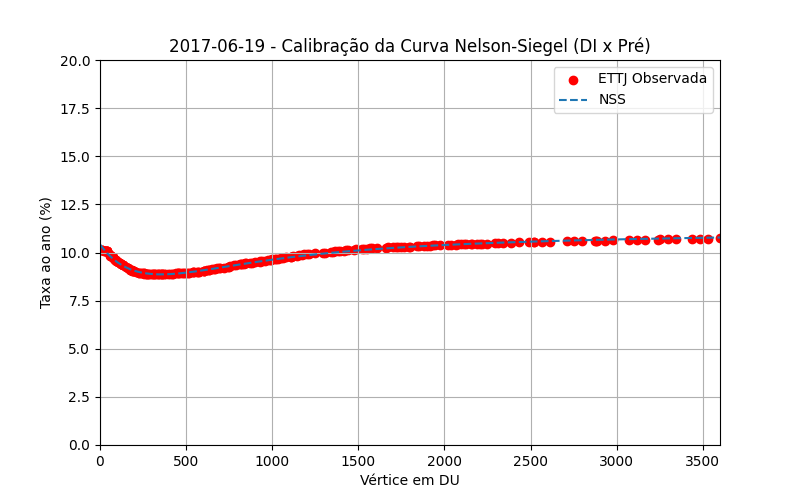 2017-06-19 - Calibração da Curva Nelson-Siegel (DI x Pré)
ETTJ Observada
NSS
Taxa ao ano (%)
20.0
17.5
15.0
12.5
10.0
7.5
5.0
2.5
0.0
0 500 1000 1500 2000 2500 3000 3500
Vértice em DU